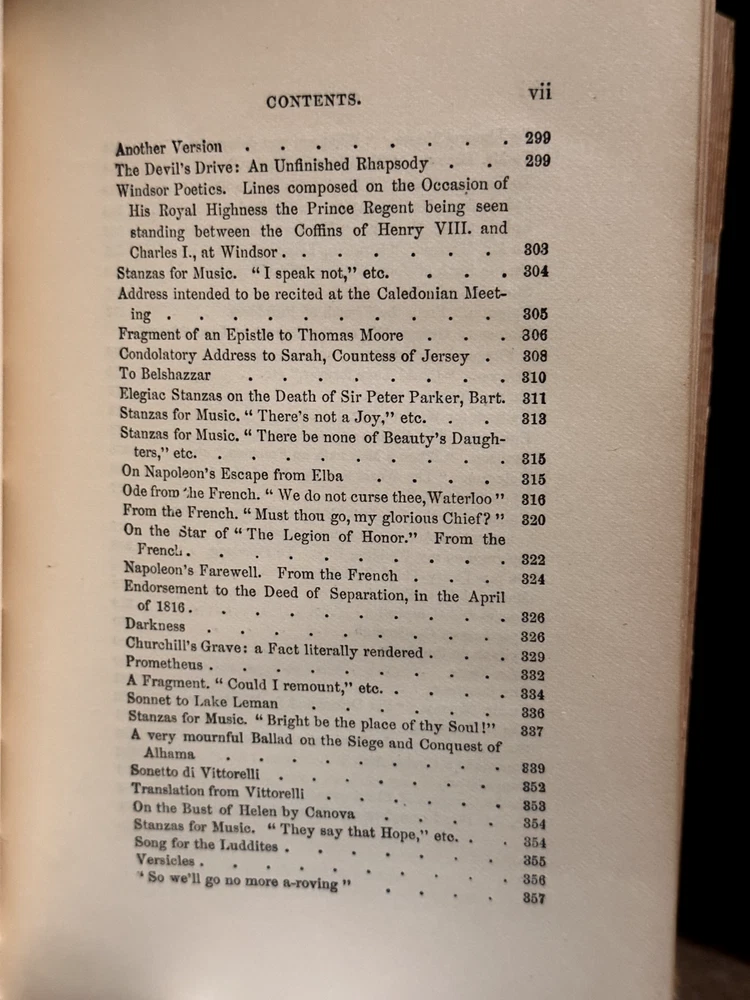 CONTENTS. vii
Another Version . . . . . . . . 299
The Devil's Drive: An Unfinished Rhapsody . . 299
Windsor Poetics. Lines composed on the Occasion of
His Royal Highness the Prince Regent being seen
standing between the Coffins of Henry VIII. and
Charles I., at Windsor . . . . . . . 303
Stanzas for Music. "I speak not," etc. . . . 304
Address intended to be recited at the Caledonian Meet-
ing . . . . . . . . . . 305
Fragment of an Epistle to Thomas Moore . . . 306
Condolatory Address to Sarah, Countess of Jersey . 308
To Belshazzar . . . . . . . . 310
Elegiac Stanzas on the Death of Sir Peter Parker, Bart. 311
Stanzas for Music. "There's not a Joy," etc. . . 313
Stanzas for Music. "There be none of Beauty's Daugh-
ters," etc. . . . . . . . . . 315
On Napoleon's Escape from Elba . . . . 315
Ode from the French. "We do not curse thee, Waterloo" 316
From the French. "Must thou go, my glorious Chief?" 320
On the Star of "The Legion of Honor." From the
French . . . . . . . . . . 322
Napoleon's Farewell. From the French . . . 324
Endorsement to the Deed of Separation, in the April
of 1816 . . . . . . . . . . 326
Darkness . . . . . . . . . 326
Churchill's Grave: a Fact literally rendered . . . 329
Prometheus . . . . . . . . . 332
A Fragment. "Could I remount," etc. . . . . 334
Sonnet to Lake Leman . . . . . . 336
Stanzas for Music. "Bright be the place of thy Soul!" 337
A very mournful Ballad on the Siege and Conquest of
Alhama . . . . . . . . . 339
Sonetto di Vittorelli . . . . . . 352
Translation from Vittorelli . . . . . 353
On the Bust of Helen by Canova . . . . 354
Stanzas for Music. "They say that Hope," etc. . . 354
Song for the Luddites . . . . . . . 355
Versicles . . . . . . . . . 356
"So we'll go no more a-roving" . . . . 357